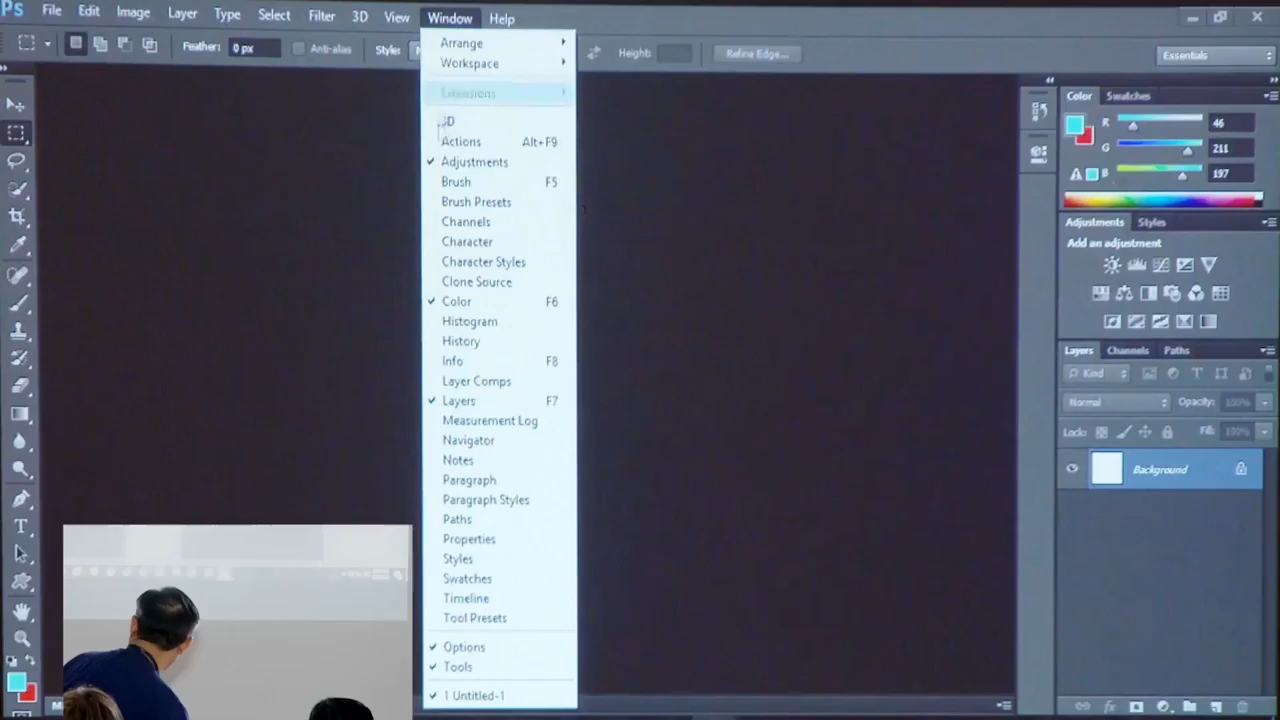 Ps File Edit Image Layer Type Select Filter 3D View Window Help
Feather: 0 px Anti-alias Style: Height: Refine Edge... Essentials
Arrange
Workspace
Extensions
3D
Actions Alt+F9
✓ Adjustments
Brush F5
Brush Presets
Channels
Character
Character Styles
Clone Source
✓ Color F6
Histogram
History
Info F8
Layer Comps
✓ Layers F7
Measurement Log
Navigator
Notes
Paragraph
Paragraph Styles
Paths
Properties
Styles
Swatches
Timeline
Tool Presets
✓ Options
✓ Tools
✓ 1 Untitled-1
Color Swatches
R 46
G 211
B 197
Adjustments Styles
Add an adjustment
Layers Channels Paths
Kind
Normal Opacity: 100%
Lock: Fill: 100%
Background